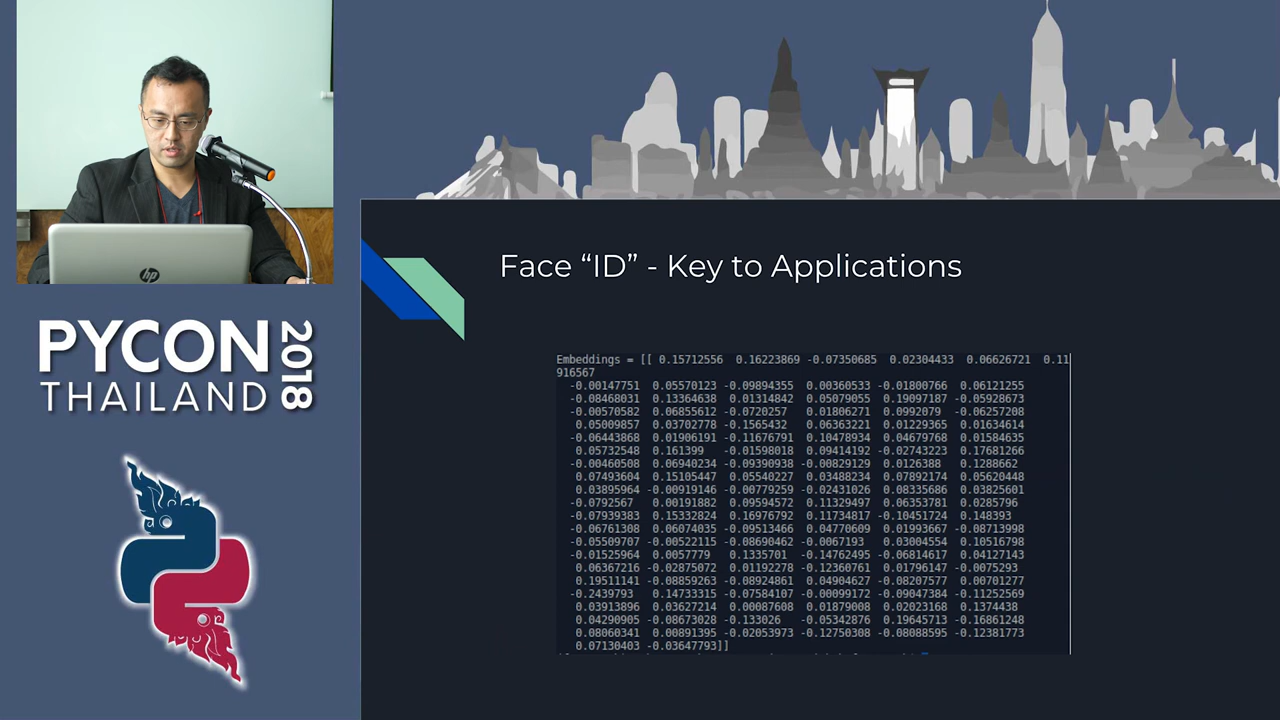 hp
PYCON
THAILAND
2018
Face “ID” - Key to Applications
Embeddings = [[ 0.15712556 0.16223869 -0.07350685 0.02304433 0.06626721 0.11
916567
-0.00147751 0.05570123 -0.09894355 0.00360533 -0.01800766 0.06121255
-0.08468031 0.13364638 0.01314842 0.05079055 0.19097187 -0.05928673
-0.00570582 0.06855612 -0.0720257 0.01806271 0.0992079 -0.06257208
0.05009857 0.03702778 -0.1565432 0.06363221 0.01229365 0.01634614
-0.06443868 0.01906191 -0.11676791 0.10478934 0.04679768 0.01584635
0.05732548 0.161399 -0.01598018 0.09414192 -0.02743223 0.17681266
-0.00460508 0.06940234 -0.09390938 -0.00829129 0.0126388 0.1288662
0.07493604 0.15105447 0.05540227 0.03488234 0.07892174 0.05620448
0.03895964 -0.00919146 -0.00779259 -0.02431026 0.08335686 0.03825601
-0.0792567 0.00191882 0.09594572 0.11329497 0.06353781 0.0285796
-0.07939383 0.15332824 0.16976792 0.11734817 -0.10451724 0.148393
-0.06761308 0.06074035 -0.09513466 0.04770609 0.01993667 -0.08713998
-0.05509707 -0.00522115 -0.08690462 -0.0067193 0.03004554 0.10516798
-0.01525964 0.0057779 0.1335701 -0.14762495 -0.06814617 0.04127143
0.06367216 -0.02875072 0.01192278 -0.12360761 0.01796147 -0.0075293
0.19511141 -0.08859263 -0.08924861 0.04904627 -0.08207577 0.00701277
-0.2439793 0.14733315 -0.07584107 -0.00099172 -0.09047384 -0.11252569
0.03913896 0.03627214 0.00087608 0.01879008 0.02023168 0.1374438
0.04290905 -0.08673028 -0.133026 -0.05342876 0.19645713 -0.16861248
0.08060341 0.00891395 -0.02053973 -0.12750308 -0.08088595 -0.12381773
0.07130403 -0.03647793]]